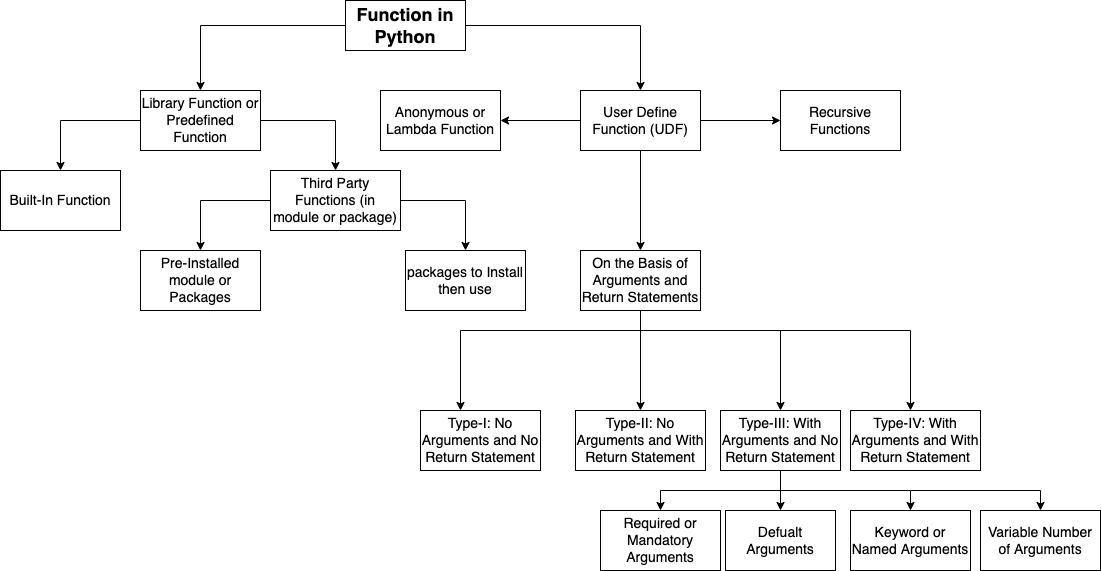 Function in
Python
Library Function or
Predefined
Function
Anonymous or
Lambda Function
User Define
Function (UDF)
Recursive
Functions
Built-In Function
Third Party
Functions (in
module or package)
Pre-Installed
module or
Packages
packages to Install
then use
On the Basis of
Arguments and
Return Statements
Type-I: No
Arguments and No
Return Statement
Type-II: No
Arguments and With
Return Statement
Type-III: With
Arguments and No
Return Statement
Type-IV: With
Arguments and With
Return Statement
Required or
Mandatory
Arguments
Defualt
Arguments
Keyword or
Named Arguments
Variable Number
of Arguments